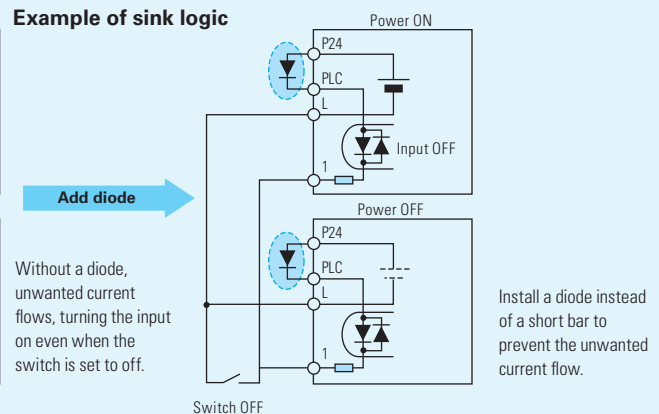 Example of sink logic
Power ON
P24
PLC
L
Input OFF
1
Add diode
Power OFF
P24
PLC
L
1
Without a diode,
unwanted current
flows, turning the input
on even when the
switch is set to off.
Install a diode instead
of a short bar to
prevent the unwanted
current flow.
Switch OFF